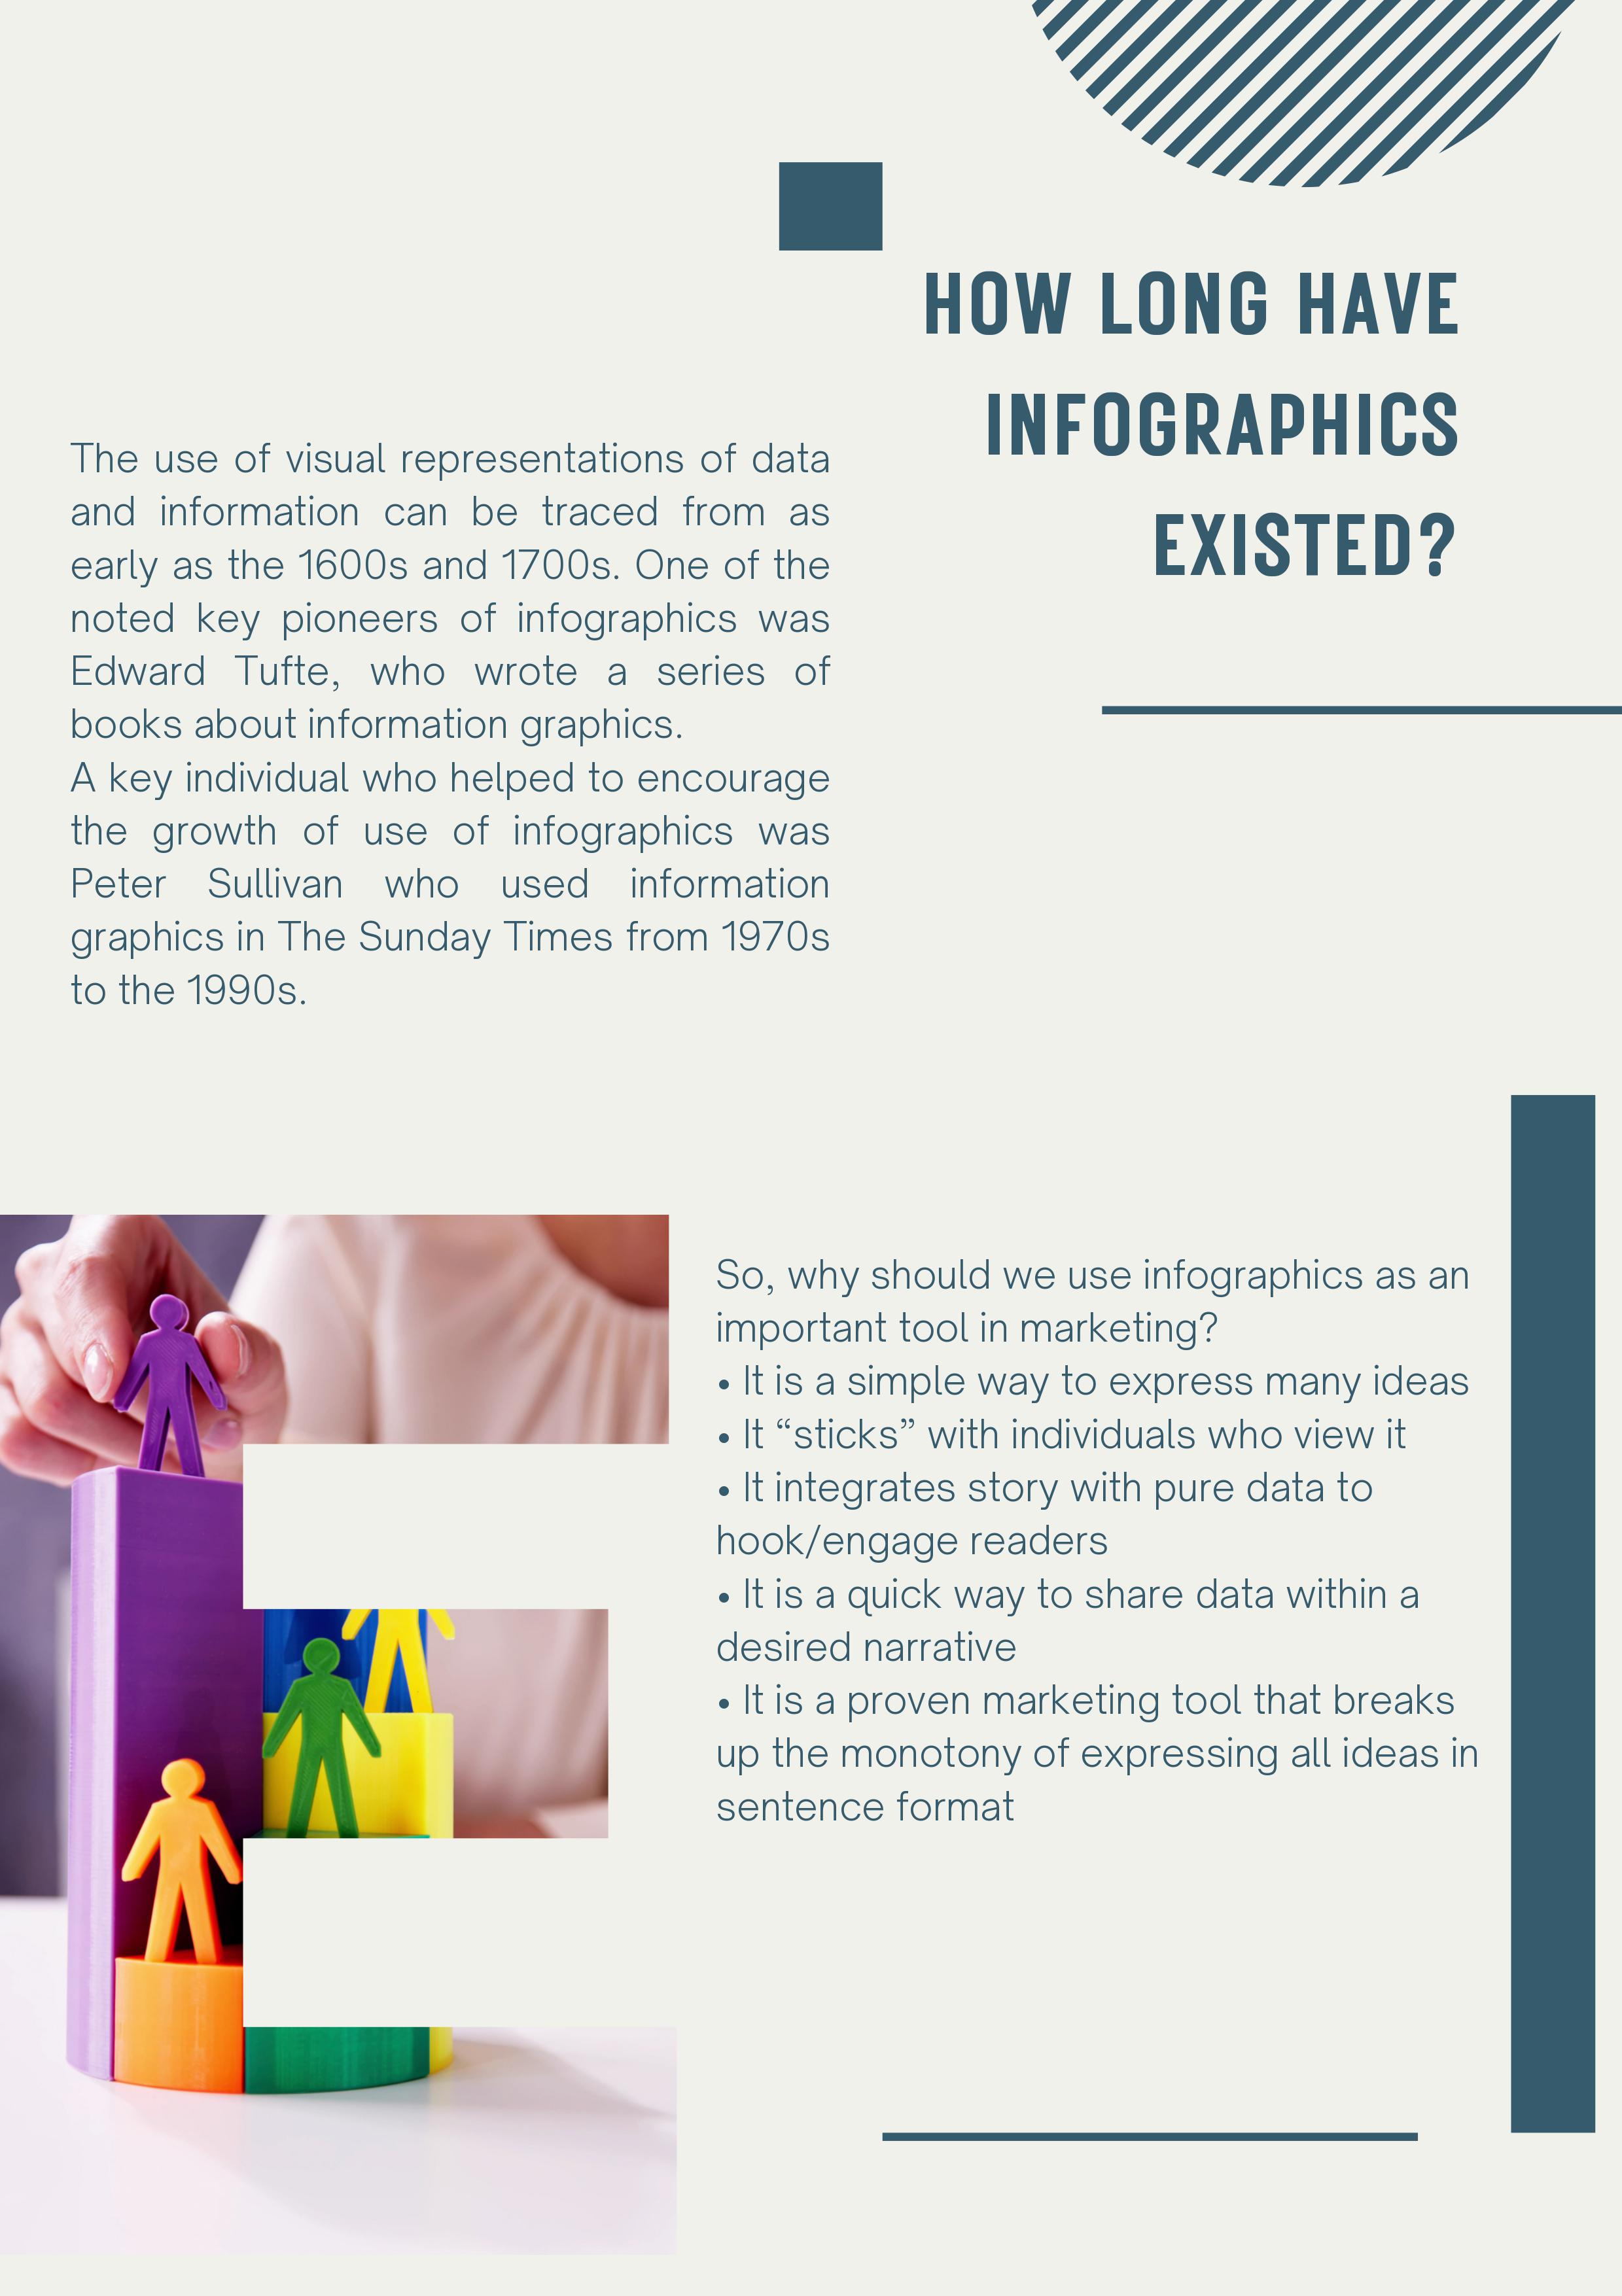 HOW LONG HAVE
INFOGRAPHICS
EXISTED?
The use of visual representations of data
and information can be traced from as
early as the 1600s and 1700s. One of the
noted key pioneers of infographics was
Edward Tufte, who wrote a series of
books about information graphics.
A key individual who helped to encourage
the growth of use of infographics was
Peter Sullivan who used information
graphics in The Sunday Times from 1970s
to the 1990s.
So, why should we use infographics as an
important tool in marketing?
• It is a simple way to express many ideas
• It “sticks” with individuals who view it
• It integrates story with pure data to
hook/engage readers
• It is a quick way to share data within a
desired narrative
• It is a proven marketing tool that breaks
up the monotony of expressing all ideas in
sentence format